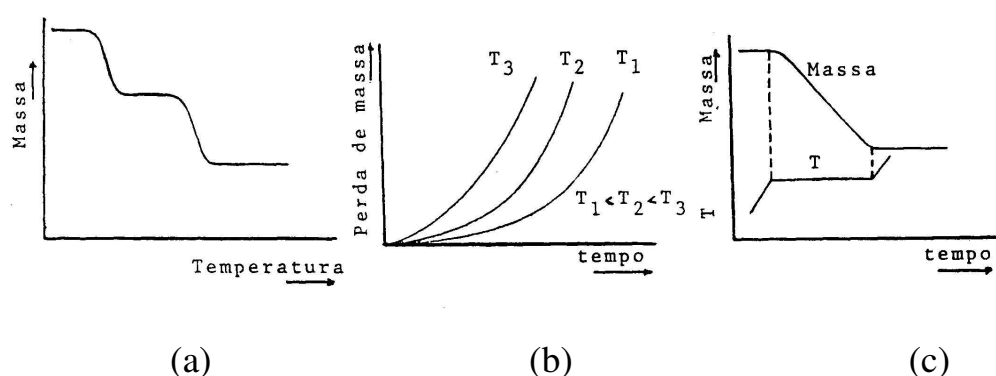 Massa
Temperatura
(a)
Perda de massa
T3 T2 T1
T1<T2<T3
tempo
(b)
Massa
Massa
T
T
tempo
(c)